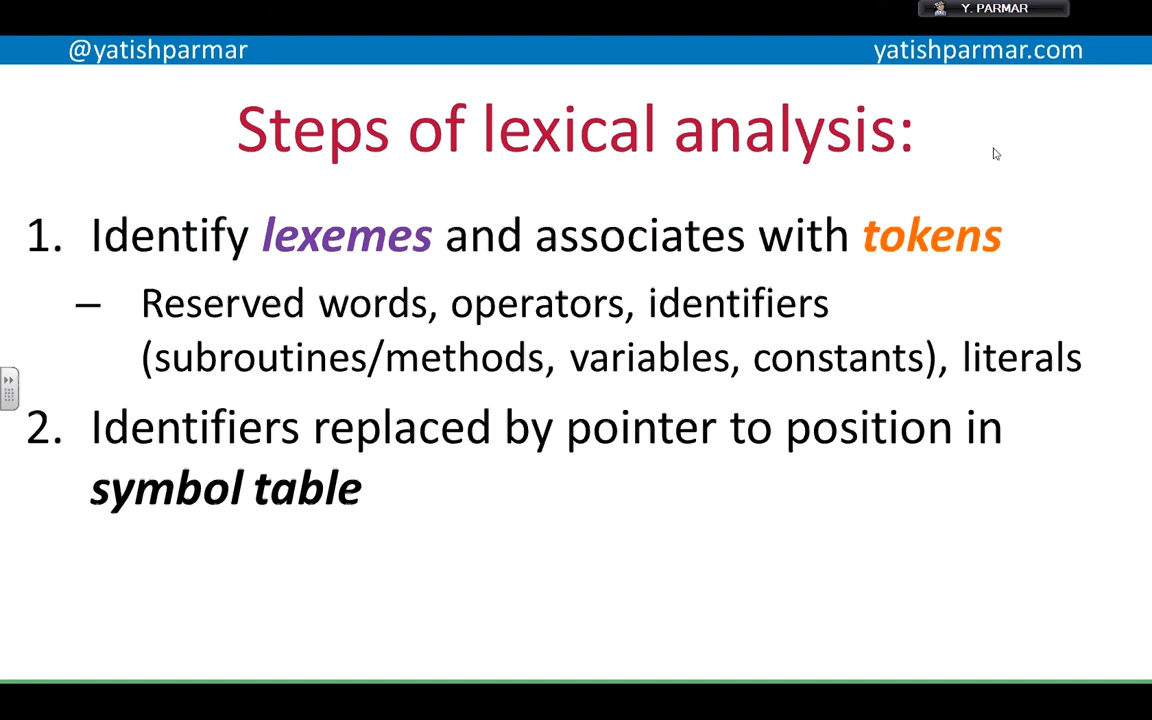 Y. PARMAR
@yatishparmar yatishparmar.com
Steps of lexical analysis:
1. Identify lexemes and associates with tokens
– Reserved words, operators, identifiers
(subroutines/methods, variables, constants), literals
2. Identifiers replaced by pointer to position in
symbol table